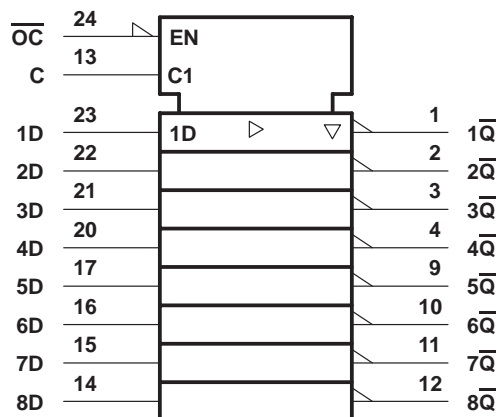 24
O̅C̅ EN
13
C C1
23 1
1D 1D 1Q̅
22 2
2D 2Q̅
21 3
3D 3Q̅
20 4
4D 4Q̅
17 9
5D 5Q̅
16 10
6D 6Q̅
15 11
7D 7Q̅
14 12
8D 8Q̅